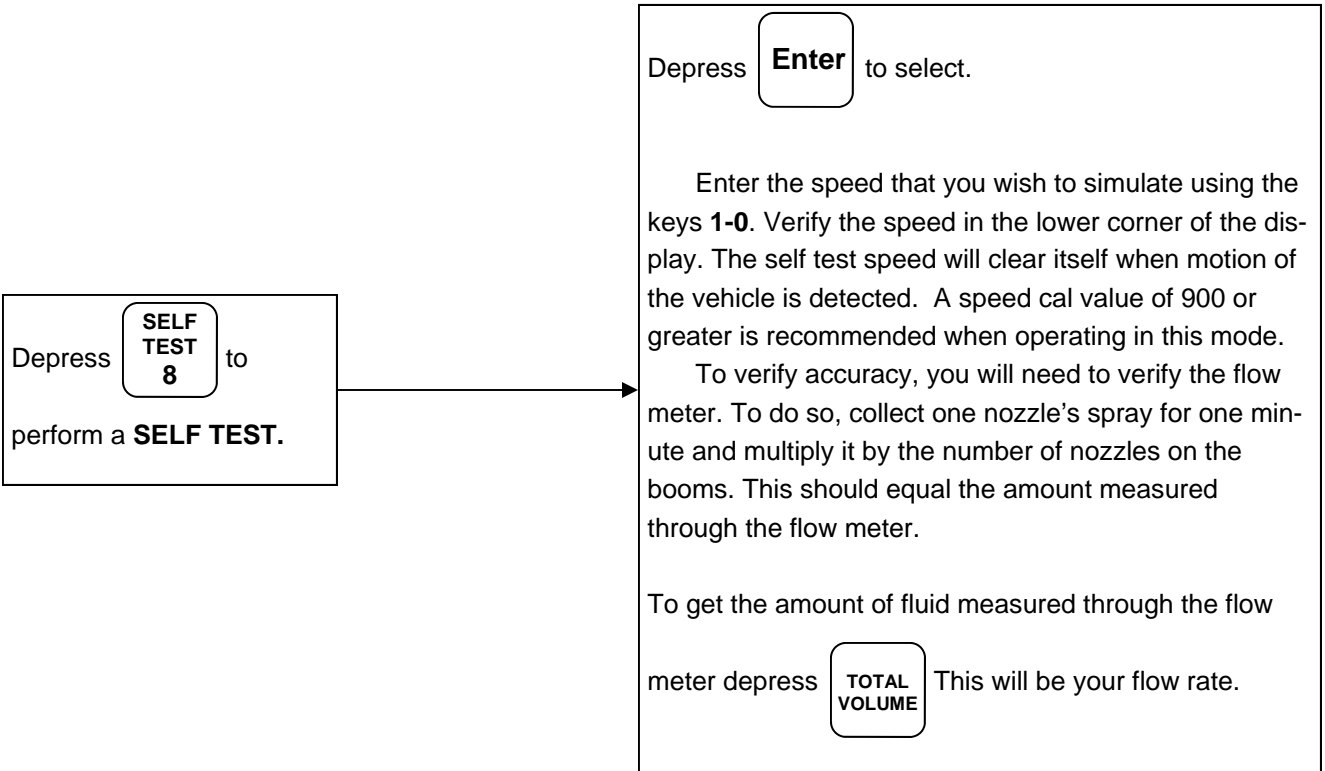 Depress SELF TEST 8 to
perform a SELF TEST.
Depress Enter to select.
Enter the speed that you wish to simulate using the
keys 1-0. Verify the speed in the lower corner of the dis-
play. The self test speed will clear itself when motion of
the vehicle is detected.  A speed cal value of 900 or
greater is recommended when operating in this mode.
To verify accuracy, you will need to verify the flow
meter. To do so, collect one nozzle’s spray for one min-
ute and multiply it by the number of nozzles on the
booms. This should equal the amount measured
through the flow meter.
To get the amount of fluid measured through the flow
meter depress TOTAL VOLUME This will be your flow rate.